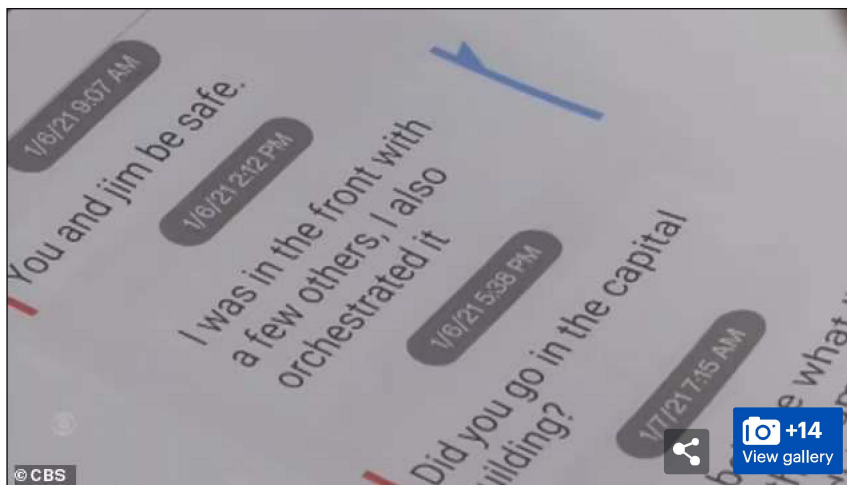 1/6/21 9:07 AM
You and jim be safe.
1/6/21 2:12 PM
I was in the front with
a few others, I also
orchestrated it
1/6/21 5:38 PM
Did you go in the capital
uilding?
1/7/21 7:15 AM
what
+14
View gallery
© CBS